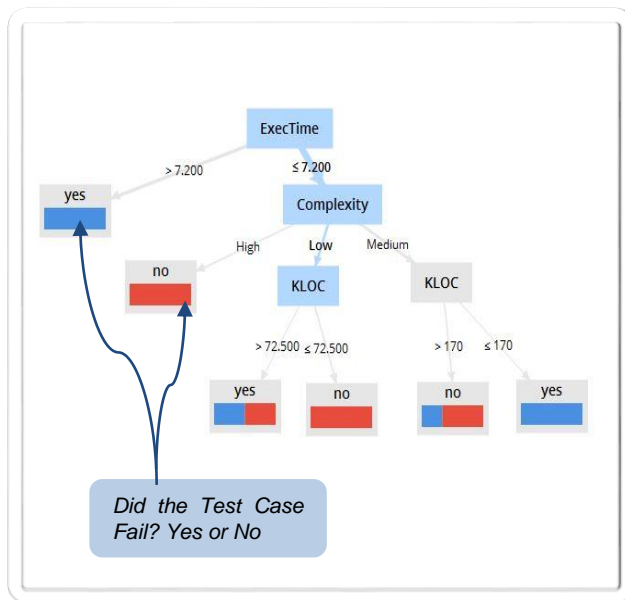 ExecTime
> 7.200
≤ 7.200
yes
Complexity
High
Low
Medium
no
KLOC
KLOC
> 72.500
≤ 72.500
> 170
≤ 170
yes
no
no
yes
Did the Test Case
Fail? Yes or No